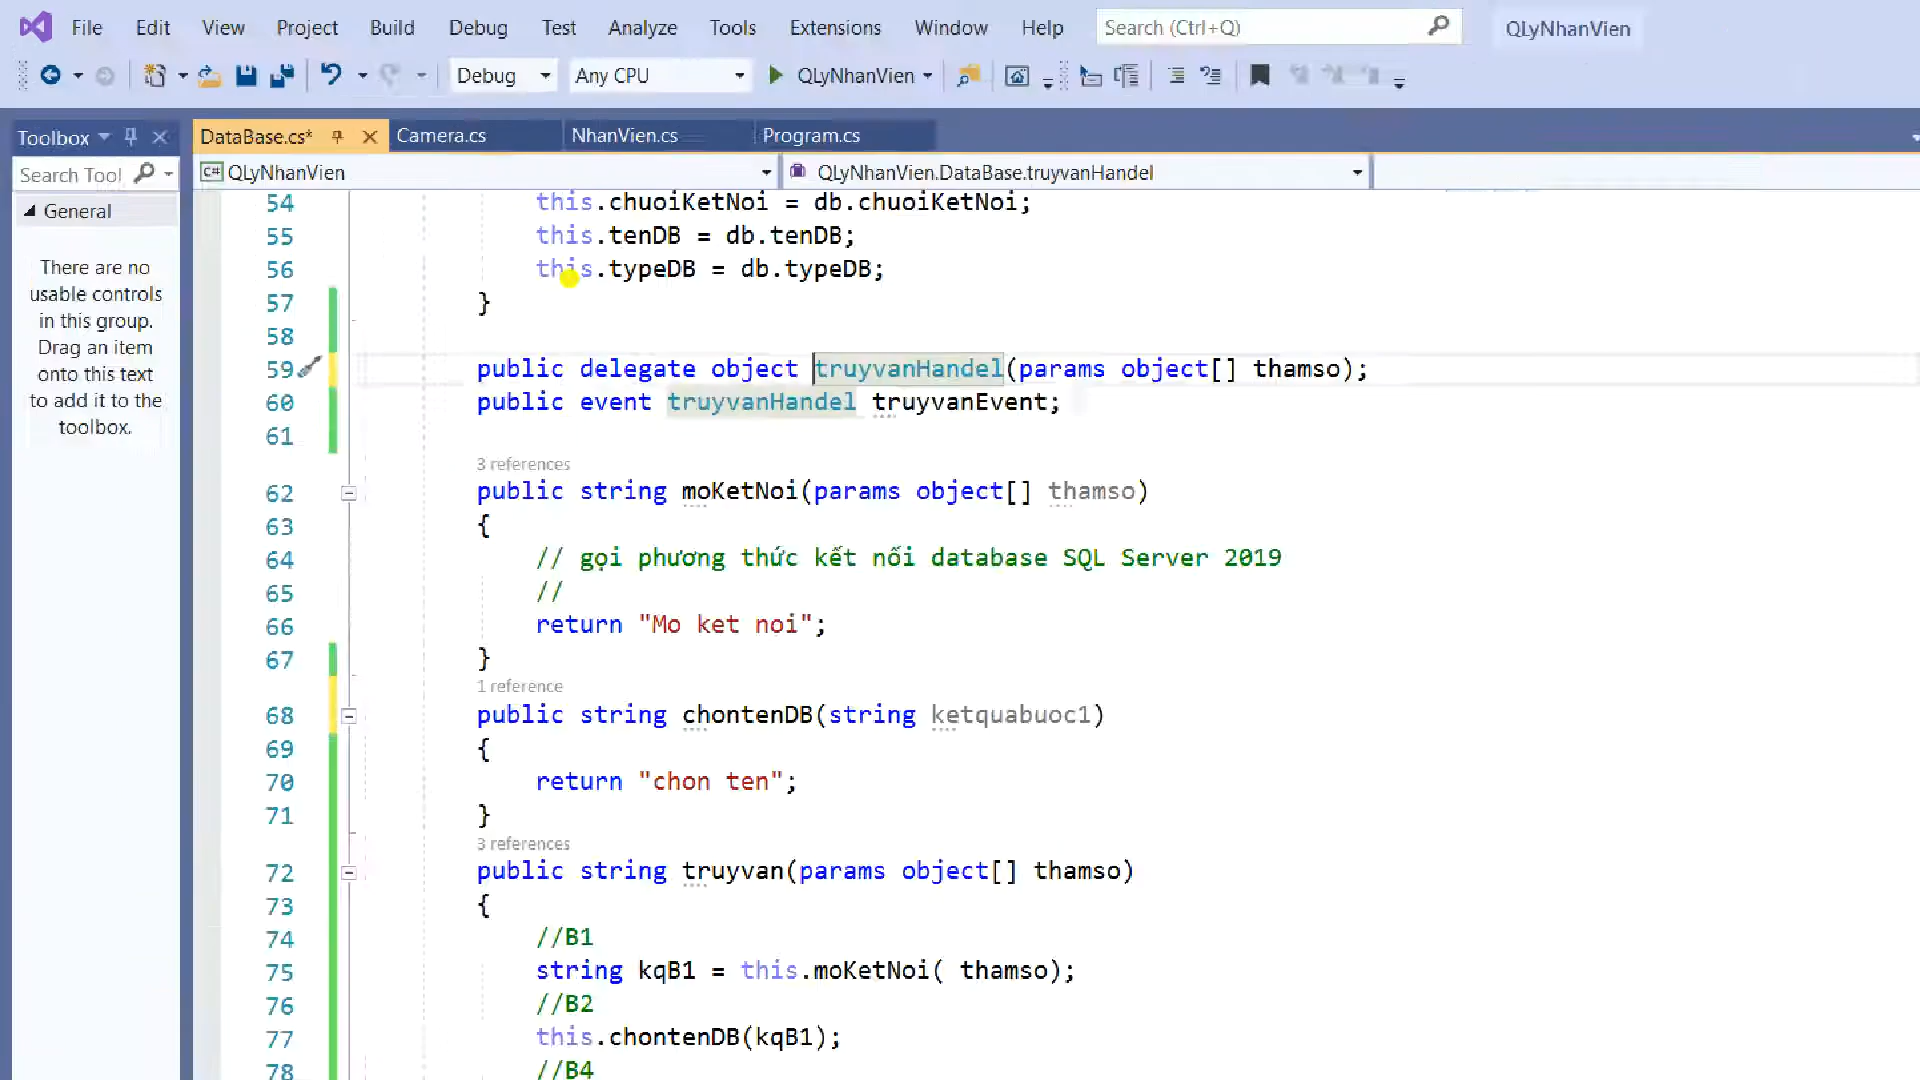 File Edit View Project Build Debug Test Analyze Tools Extensions Window Help Search (Ctrl+Q) QLyNhanVien
Debug Any CPU QLyNhanVien
Toolbox DataBase.cs* Camera.cs NhanVien.cs Program.cs
Search Tool QLyNhanVien QLyNhanVien.DataBase.truyvanHandel
General
There are no
usable controls
in this group.
Drag an item
onto this text
to add it to the
toolbox.
54 this.chuoiKetNoi = db.chuoiKetNoi;
55 this.tenDB = db.tenDB;
56 this.typeDB = db.typeDB;
57 }
58
59 public delegate object truyvanHandel(params object[] thamso);
60 public event truyvanHandel truyvanEvent;
61
3 references
62 public string moKetNoi(params object[] thamso)
63 {
64 // gọi phương thức kết nối database SQL Server 2019
65 //
66 return "Mo ket noi";
67 }
1 reference
68 public string chontenDB(string ketquabuoc1)
69 {
70 return "chon ten";
71 }
3 references
72 public string truyvan(params object[] thamso)
73 {
74 //B1
75 string kqB1 = this.moKetNoi( thamso);
76 //B2
77 this.chontenDB(kqB1);
78 //B4